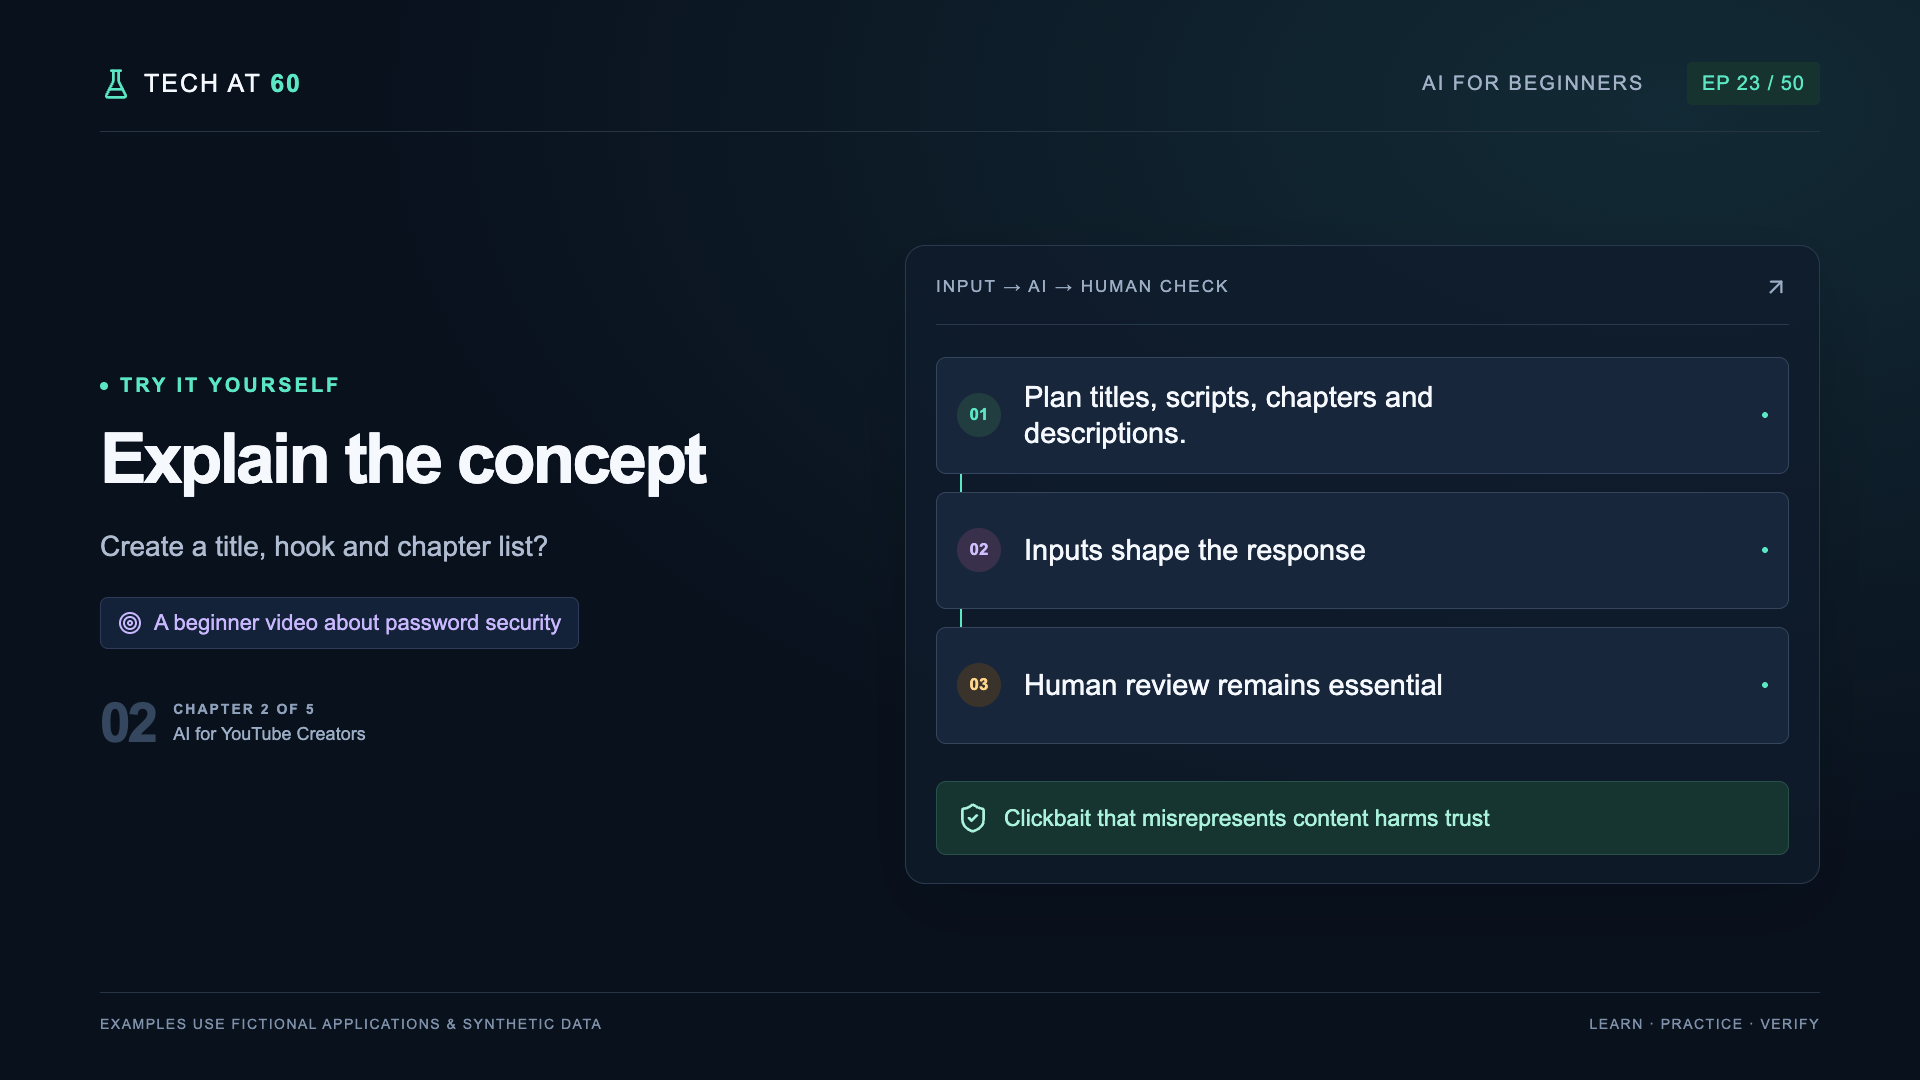 TECH AT 60
AI FOR BEGINNERS
EP 23 / 50
TRY IT YOURSELF
Explain the concept
Create a title, hook and chapter list?
A beginner video about password security
02
CHAPTER 2 OF 5
AI for YouTube Creators
INPUT → AI → HUMAN CHECK
01
Plan titles, scripts, chapters and
descriptions.
02
Inputs shape the response
03
Human review remains essential
Clickbait that misrepresents content harms trust
EXAMPLES USE FICTIONAL APPLICATIONS & SYNTHETIC DATA
LEARN · PRACTICE · VERIFY